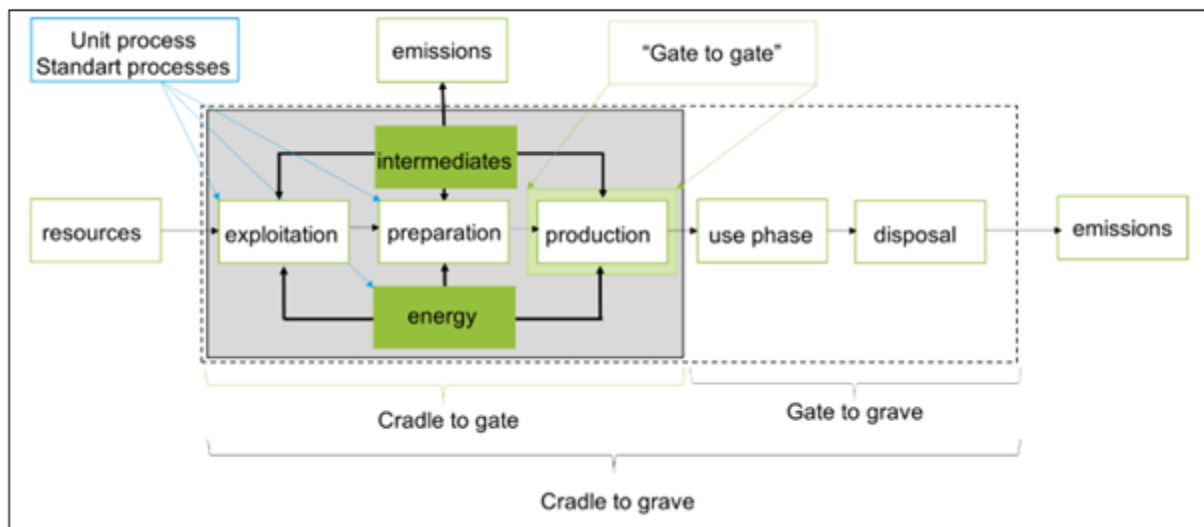 Unit process
Standart processes
emissions
“Gate to gate”
intermediates
resources
exploitation
preparation
production
use phase
disposal
emissions
energy
Cradle to gate
Gate to grave
Cradle to grave